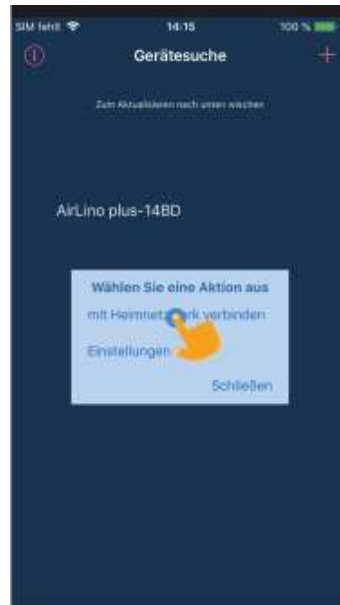 SIM fehlt 14:15 100 %
Gerätesuche
Zum Aktualisieren nach unten wischen
AirLino plus-14BD
Wählen Sie eine Aktion aus
mit Heimnetzwerk verbinden
Einstellungen
Schließen